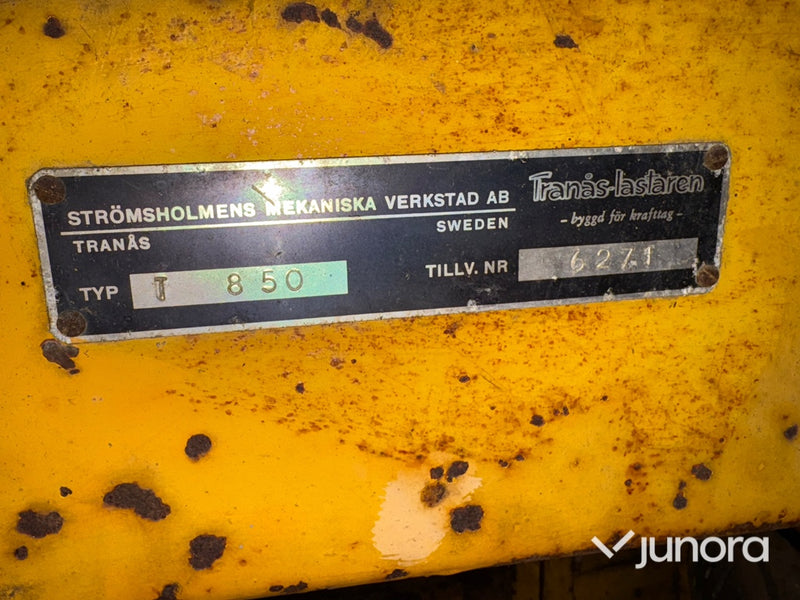 STRÖMSHOLMENS MEKANISKA VERKSTAD AB
TRANÅS SWEDEN
Tranås-lastaren
- byggd för krafttag -
TYP T 850
TILLV. NR 6271
junora